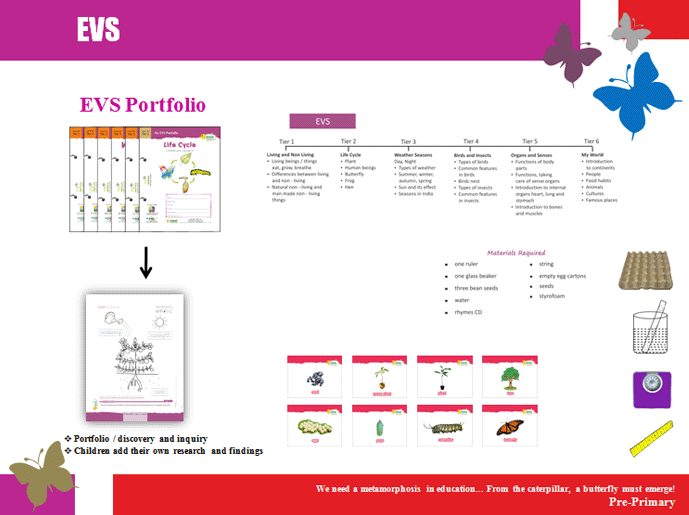 EVS
EVS Portfolio
An EVS Portfolio
Life Cycle
EVS
Tier 1
Living and Non Living
• Living beings / things
eat, grow, breathe
• Differences between living
and non - living
• Natural non - living and
man made non - living
things
Tier 2
Life Cycle
• Plant
• Human beings
• Butterfly
• Frog
• Hen
Tier 3
Weather Seasons
Day, Night
• Types of weather
• Summer, winter,
autumn, spring
• Sun and its effect
• Seasons in India
Tier 4
Birds and Insects
• Types of birds
• Common features
in birds
• Birds nest
• Types of insects
• Common features
in insects
Tier 5
Organs and Senses
• Functions of body
parts
• Functions, taking
care of sense organs
• Introduction to internal
organs heart, lung and
stomach
• Introduction to bones
and muscles
Tier 6
My World
• Introduction
to continents
• People
• Food habits
• Animals
• Cultures
• Famous places
Materials Required
• one ruler
• one glass beaker
• three bean seeds
• water
• rhymes CD
• string
• empty egg cartons
• seeds
• styrofoam
❖ Portfolio / discovery and inquiry
❖ Children add their own research and findings
We need a metamorphosis in education... From the caterpillar, a butterfly must emerge!
Pre-Primary